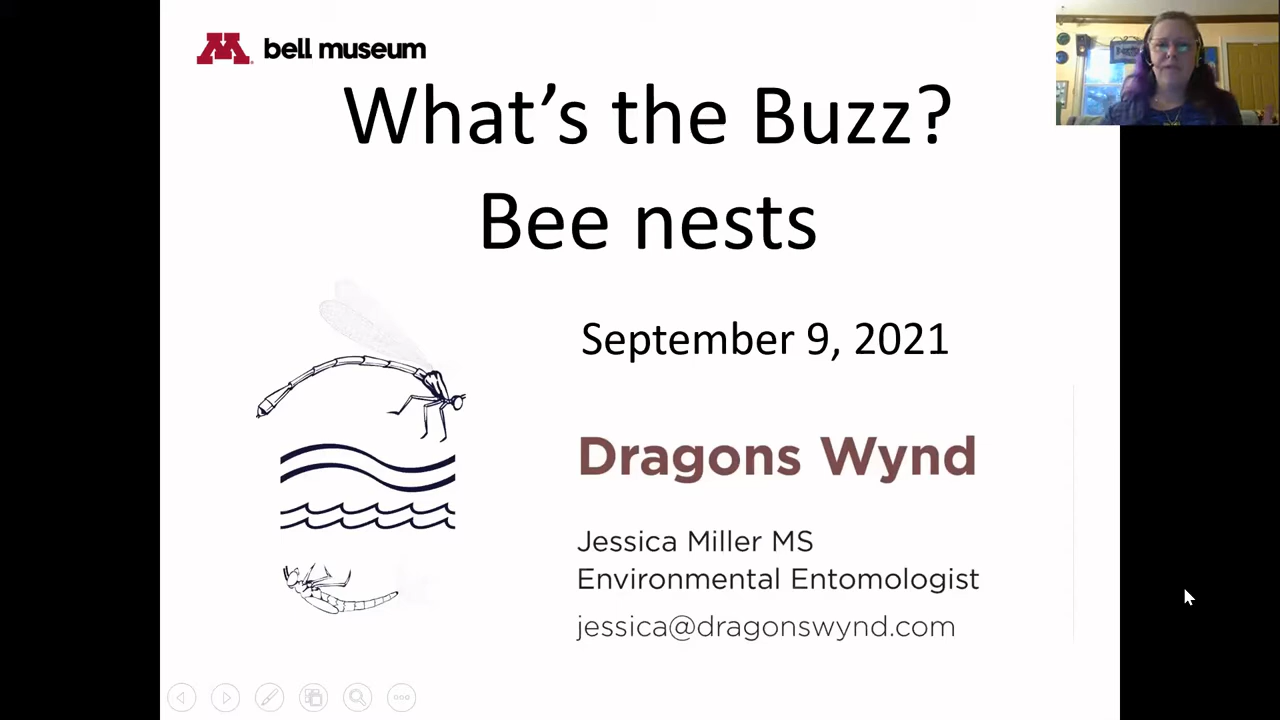 bell museum
What's the Buzz?
Bee nests
September 9, 2021
Dragons Wynd
Jessica Miller MS
Environmental Entomologist
jessica@dragonswynd.com